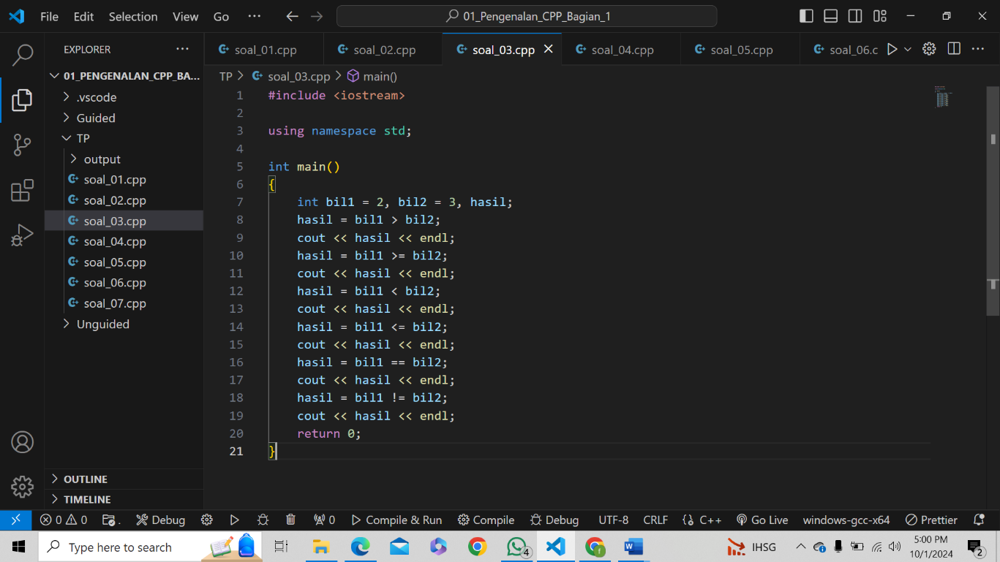 File Edit Selection View Go ··· 01_Pengenalan_CPP_Bagian_1
EXPLORER ···
soal_01.cpp soal_02.cpp soal_03.cpp soal_04.cpp soal_05.cpp soal_06.c ···
01_PENGENALAN_CPP_BA...
.vscode
Guided
TP
output
soal_01.cpp
soal_02.cpp
soal_03.cpp
soal_04.cpp
soal_05.cpp
soal_06.cpp
soal_07.cpp
Unguided
OUTLINE
TIMELINE
TP > soal_03.cpp > main()
1 #include <iostream>
2
3 using namespace std;
4
5 int main()
6 {
7 int bil1 = 2, bil2 = 3, hasil;
8 hasil = bil1 > bil2;
9 cout << hasil << endl;
10 hasil = bil1 >= bil2;
11 cout << hasil << endl;
12 hasil = bil1 < bil2;
13 cout << hasil << endl;
14 hasil = bil1 <= bil2;
15 cout << hasil << endl;
16 hasil = bil1 == bil2;
17 cout << hasil << endl;
18 hasil = bil1 != bil2;
19 cout << hasil << endl;
20 return 0;
21 }
0 0 . Debug 0 Compile & Run Compile Debug UTF-8 CRLF {} C++ Go Live windows-gcc-x64 Prettier
Type here to search 4 f W IHSG 5:00 PM
10/1/2024 2